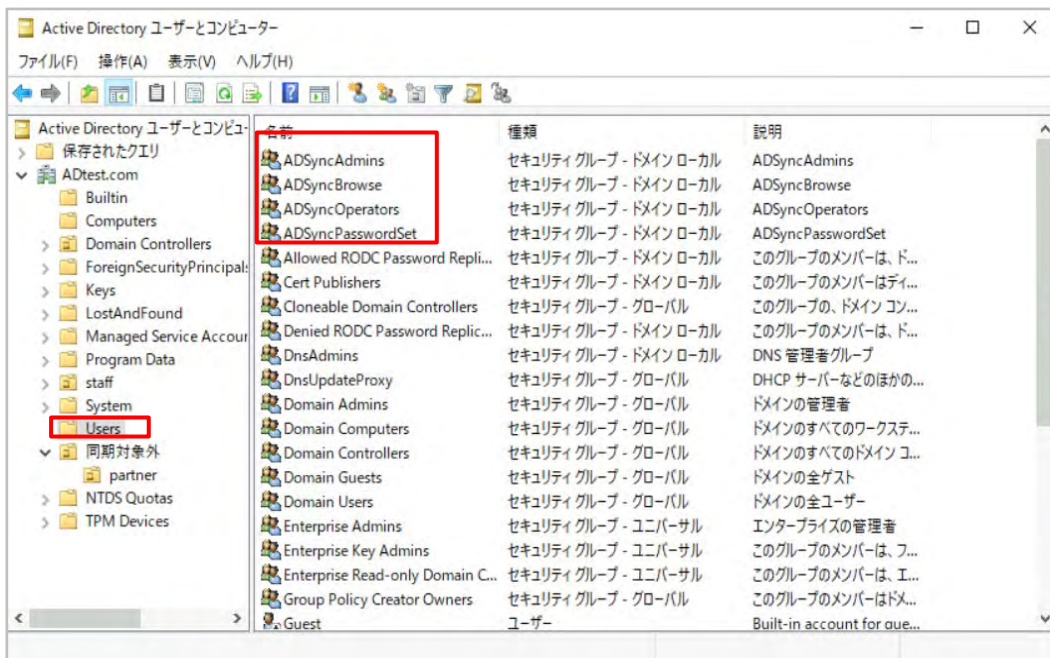 Active Directory ユーザーとコンピューター
ファイル(F) 操作(A) 表示(V) ヘルプ(H)
Active Directory ユーザーとコンピュ-
保存されたクエリ
ADtest.com
Builtin
Computers
Domain Controllers
ForeignSecurityPrincipals
Keys
LostAndFound
Managed Service Accour
Program Data
staff
System
Users
同期対象外
partner
NTDS Quotas
TPM Devices
名前 種類 説明
ADSyncAdmins セキュリティ グループ - ドメイン ローカル ADSyncAdmins
ADSyncBrowse セキュリティ グループ - ドメイン ローカル ADSyncBrowse
ADSyncOperators セキュリティ グループ - ドメイン ローカル ADSyncOperators
ADSyncPasswordSet セキュリティ グループ - ドメイン ローカル ADSyncPasswordSet
Allowed RODC Password Repli... セキュリティ グループ - ドメイン ローカル このグループのメンバーは、ド...
Cert Publishers セキュリティ グループ - ドメイン ローカル このグループのメンバーはディ...
Cloneable Domain Controllers セキュリティ グループ - グローバル このグループの、ドメイン コン...
Denied RODC Password Replic... セキュリティ グループ - ドメイン ローカル このグループのメンバーは、ド...
DnsAdmins セキュリティ グループ - ドメイン ローカル DNS 管理者グループ
DnsUpdateProxy セキュリティ グループ - グローバル DHCP サーバーなどのほかの...
Domain Admins セキュリティ グループ - グローバル ドメインの管理者
Domain Computers セキュリティ グループ - グローバル ドメインのすべてのワークステ...
Domain Controllers セキュリティ グループ - グローバル ドメインのすべてのドメイン コ...
Domain Guests セキュリティ グループ - グローバル ドメインの全ゲスト
Domain Users セキュリティ グループ - グローバル ドメインの全ユーザー
Enterprise Admins セキュリティ グループ - ユニバーサル エンタープライズの管理者
Enterprise Key Admins セキュリティ グループ - ユニバーサル このグループのメンバーは、フ...
Enterprise Read-only Domain C... セキュリティ グループ - ユニバーサル このグループのメンバーは、エ...
Group Policy Creator Owners セキュリティ グループ - グローバル このグループのメンバーはドメ...
Guest ユーザー Built-in account for gue...